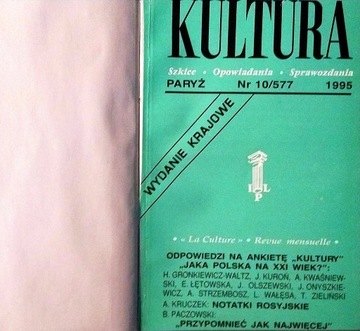 KULTURA
Szkice • Opowiadania • Sprawozdania
PARYŻ Nr 10/577 1995
WYDANIE KRAJOWE
I L
P
• « La Culture » • Revue mensuelle •
ODPOWIEDZI NA ANKIETĘ „KULTURY”
„JAKA POLSKA NA XXI WIEK?”:
H. GRONKIEWICZ-WALTZ, J. KUROŃ, A. KWAŚNIEW-
SKI, E. ŁĘTOWSKA, J. OLSZEWSKI, J. ONYSZKIE-
WICZ, A. STRZEMBOSZ, L. WAŁĘSA, T. ZIELIŃSKI
A. KRUCZEK: NOTATKI ROSYJSKIE
B. PACZOWSKI:
„PRZYPOMNIEĆ JAK NAJWIĘCEJ”